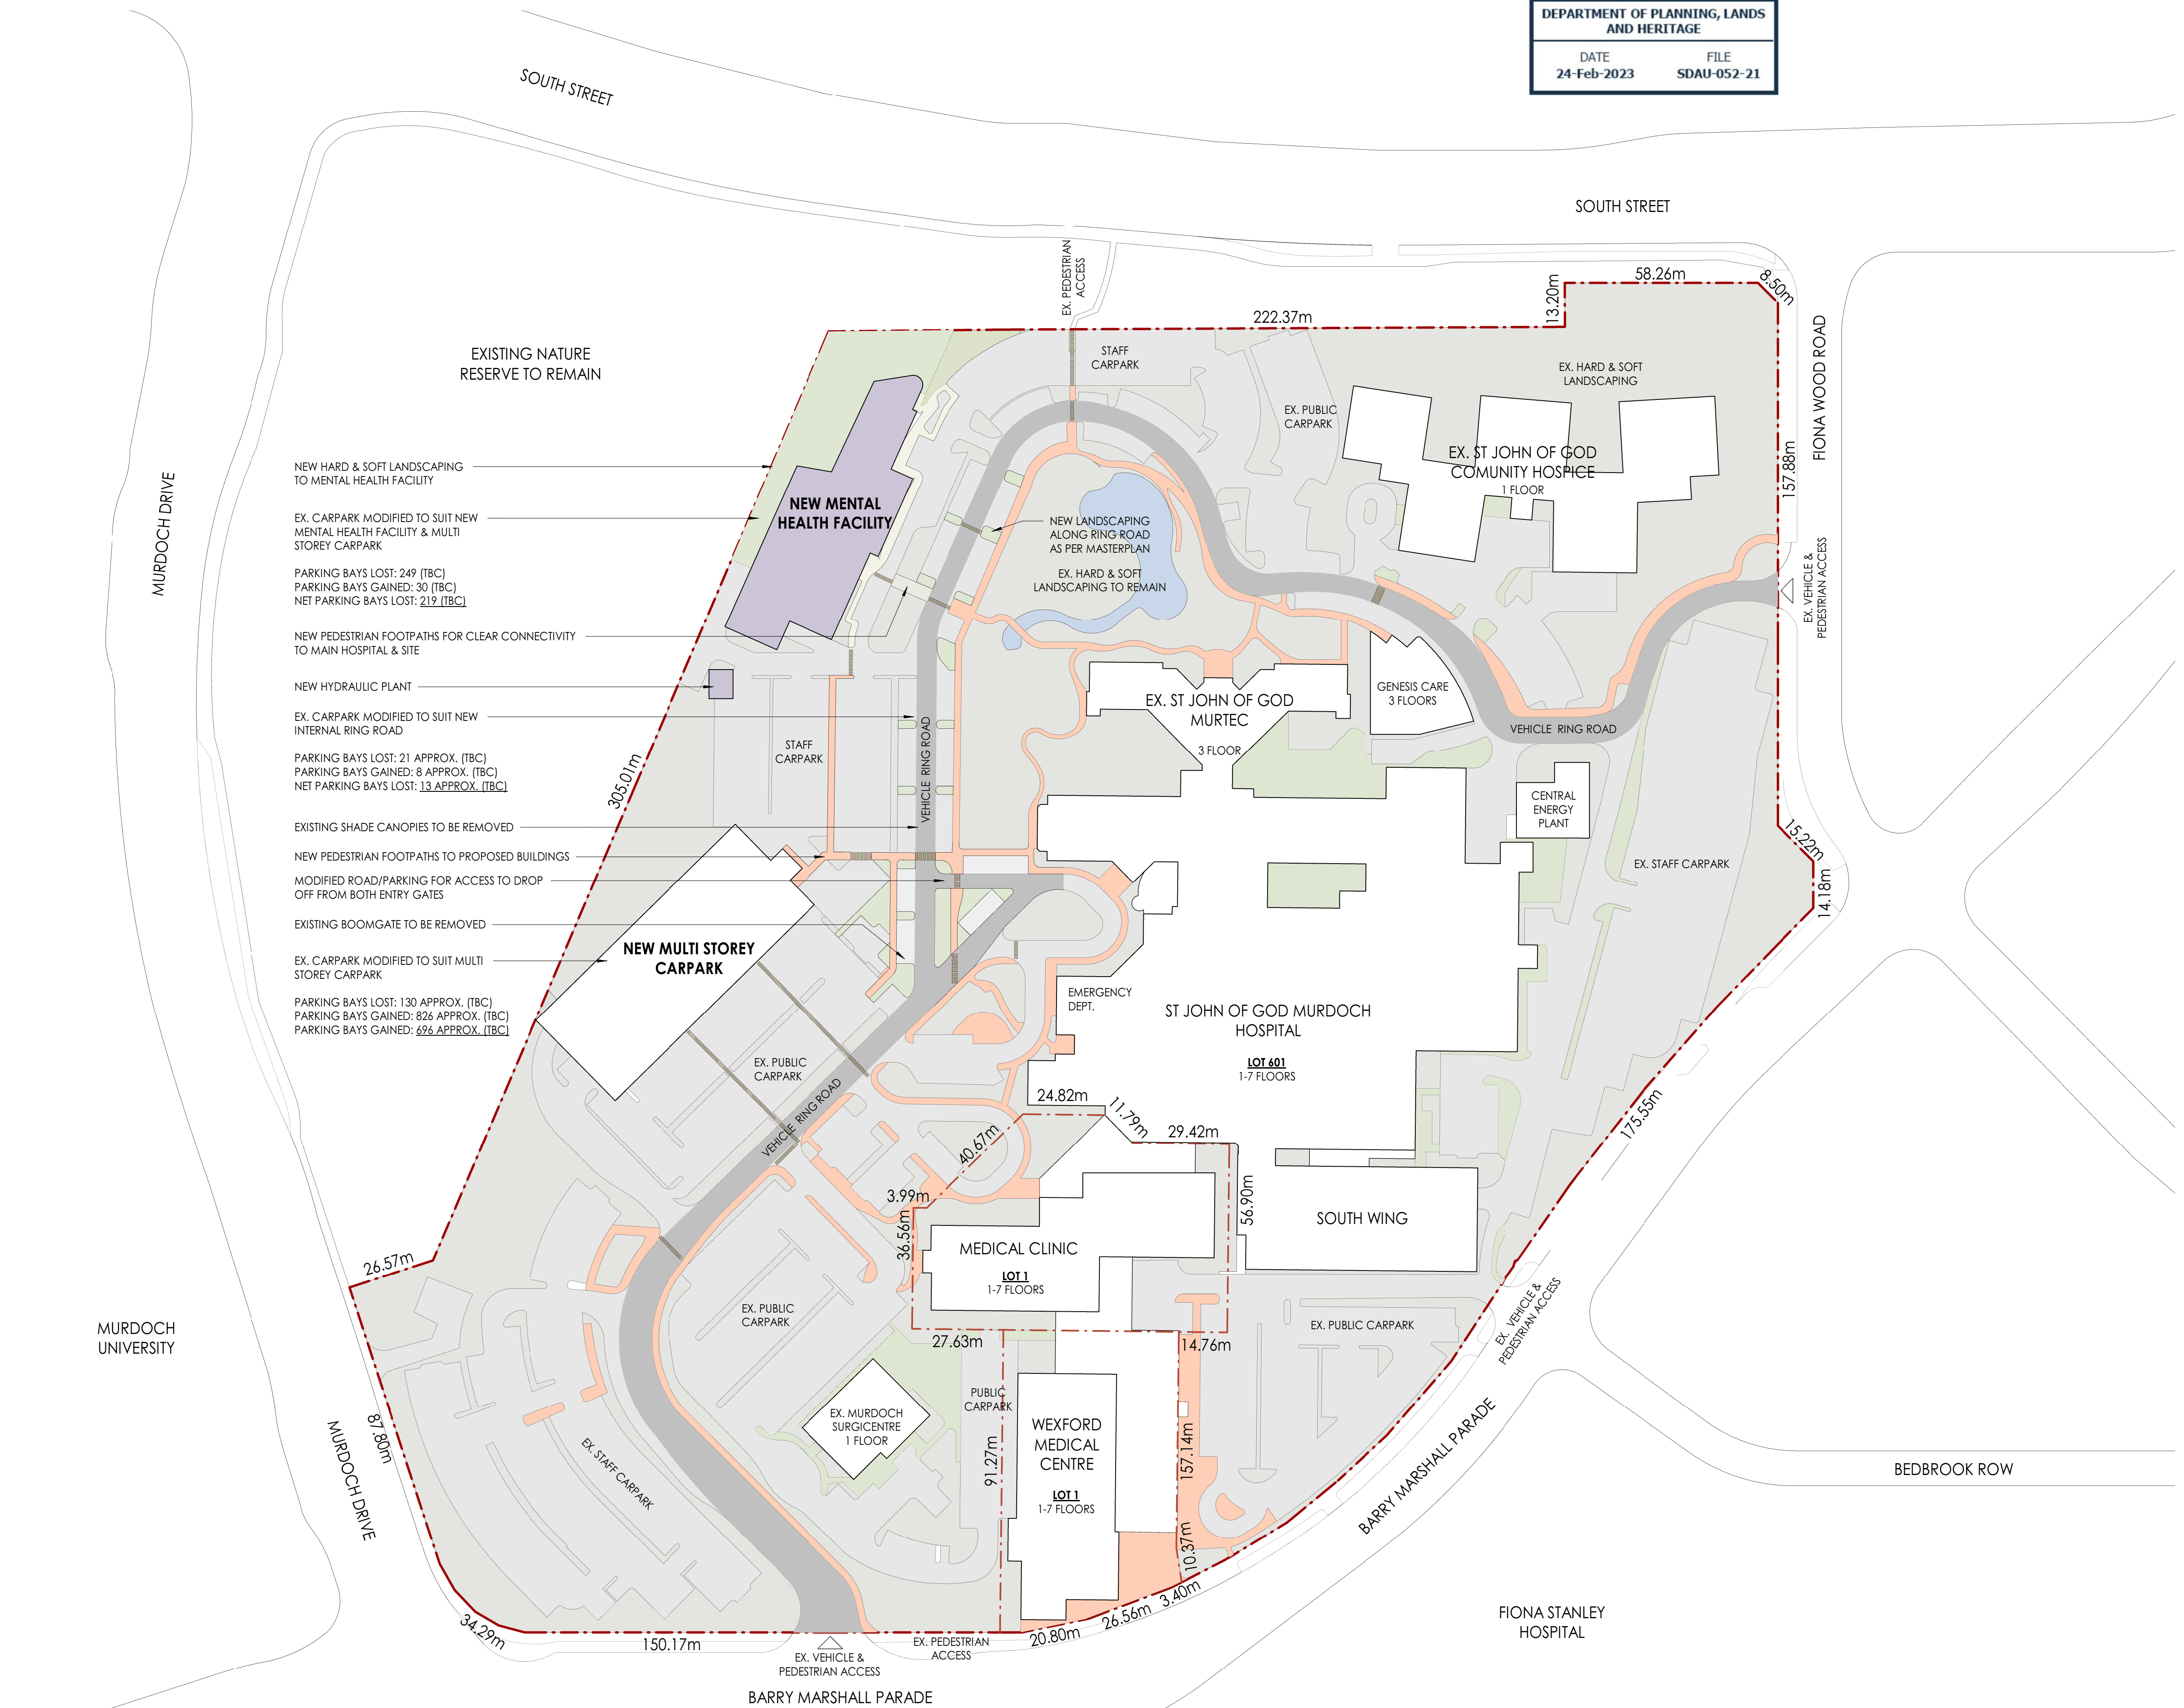 DEPARTMENT OF PLANNING, LANDS
AND HERITAGE
DATE FILE
24-Feb-2023 SDAU-052-21
SOUTH STREET
SOUTH STREET
EX. PEDESTRIAN
ACCESS
222.37m
13.20m
58.26m
8.50m
FIONA WOOD ROAD
157.88m
EXISTING NATURE
RESERVE TO REMAIN
STAFF
CARPARK
EX. PUBLIC
CARPARK
EX. HARD & SOFT
LANDSCAPING
EX. ST JOHN OF GOD
COMUNITY HOSPICE
1 FLOOR
MURDOCH DRIVE
NEW HARD & SOFT LANDSCAPING
TO MENTAL HEALTH FACILITY
EX. CARPARK MODIFIED TO SUIT NEW
MENTAL HEALTH FACILITY & MULTI
STOREY CARPARK
PARKING BAYS LOST: 249 (TBC)
PARKING BAYS GAINED: 30 (TBC)
NET PARKING BAYS LOST: 219 (TBC)
NEW PEDESTRIAN FOOTPATHS FOR CLEAR CONNECTIVITY
TO MAIN HOSPITAL & SITE
NEW HYDRAULIC PLANT
EX. CARPARK MODIFIED TO SUIT NEW
INTERNAL RING ROAD
PARKING BAYS LOST: 21 APPROX. (TBC)
PARKING BAYS GAINED: 8 APPROX. (TBC)
NET PARKING BAYS LOST: 13 APPROX. (TBC)
EXISTING SHADE CANOPIES TO BE REMOVED
NEW PEDESTRIAN FOOTPATHS TO PROPOSED BUILDINGS
MODIFIED ROAD/PARKING FOR ACCESS TO DROP
OFF FROM BOTH ENTRY GATES
EXISTING BOOMGATE TO BE REMOVED
EX. CARPARK MODIFIED TO SUIT MULTI
STOREY CARPARK
PARKING BAYS LOST: 130 APPROX. (TBC)
PARKING BAYS GAINED: 826 APPROX. (TBC)
PARKING BAYS GAINED: 696 APPROX. (TBC)
NEW MENTAL
HEALTH FACILITY
NEW LANDSCAPING
ALONG RING ROAD
AS PER MASTERPLAN
EX. HARD & SOFT
LANDSCAPING TO REMAIN
EX. VEHICLE &
PEDESTRIAN ACCESS
305.01m
STAFF
CARPARK
VEHICLE RING ROAD
EX. ST JOHN OF GOD
MURTEC
3 FLOOR
GENESIS CARE
3 FLOORS
VEHICLE RING ROAD
CENTRAL
ENERGY
PLANT
EX. STAFF CARPARK
15.22m
14.18m
NEW MULTI STOREY
CARPARK
EMERGENCY
DEPT.
ST JOHN OF GOD MURDOCH
HOSPITAL
LOT 601
1-7 FLOORS
EX. PUBLIC
CARPARK
VEHICLE RING ROAD
24.82m
11.79m
29.42m
40.67m
175.55m
3.99m
36.56m
56.90m
SOUTH WING
MEDICAL CLINIC
LOT 1
1-7 FLOORS
26.57m
MURDOCH
UNIVERSITY
EX. PUBLIC
CARPARK
EX. PUBLIC CARPARK
EX. VEHICLE &
PEDESTRIAN ACCESS
27.63m
14.76m
87.80m
MURDOCH DRIVE
EX. STAFF CARPARK
EX. MURDOCH
SURGICENTRE
1 FLOOR
PUBLIC
CARPARK
91.27m
WEXFORD
MEDICAL
CENTRE
LOT 1
1-7 FLOORS
157.14m
10.37m
BARRY MARSHALL PARADE
BEDBROOK ROW
34.29m
150.17m
EX. VEHICLE &
PEDESTRIAN ACCESS
EX. PEDESTRIAN
ACCESS
20.80m
26.56m
3.40m
FIONA STANLEY
HOSPITAL
BARRY MARSHALL PARADE